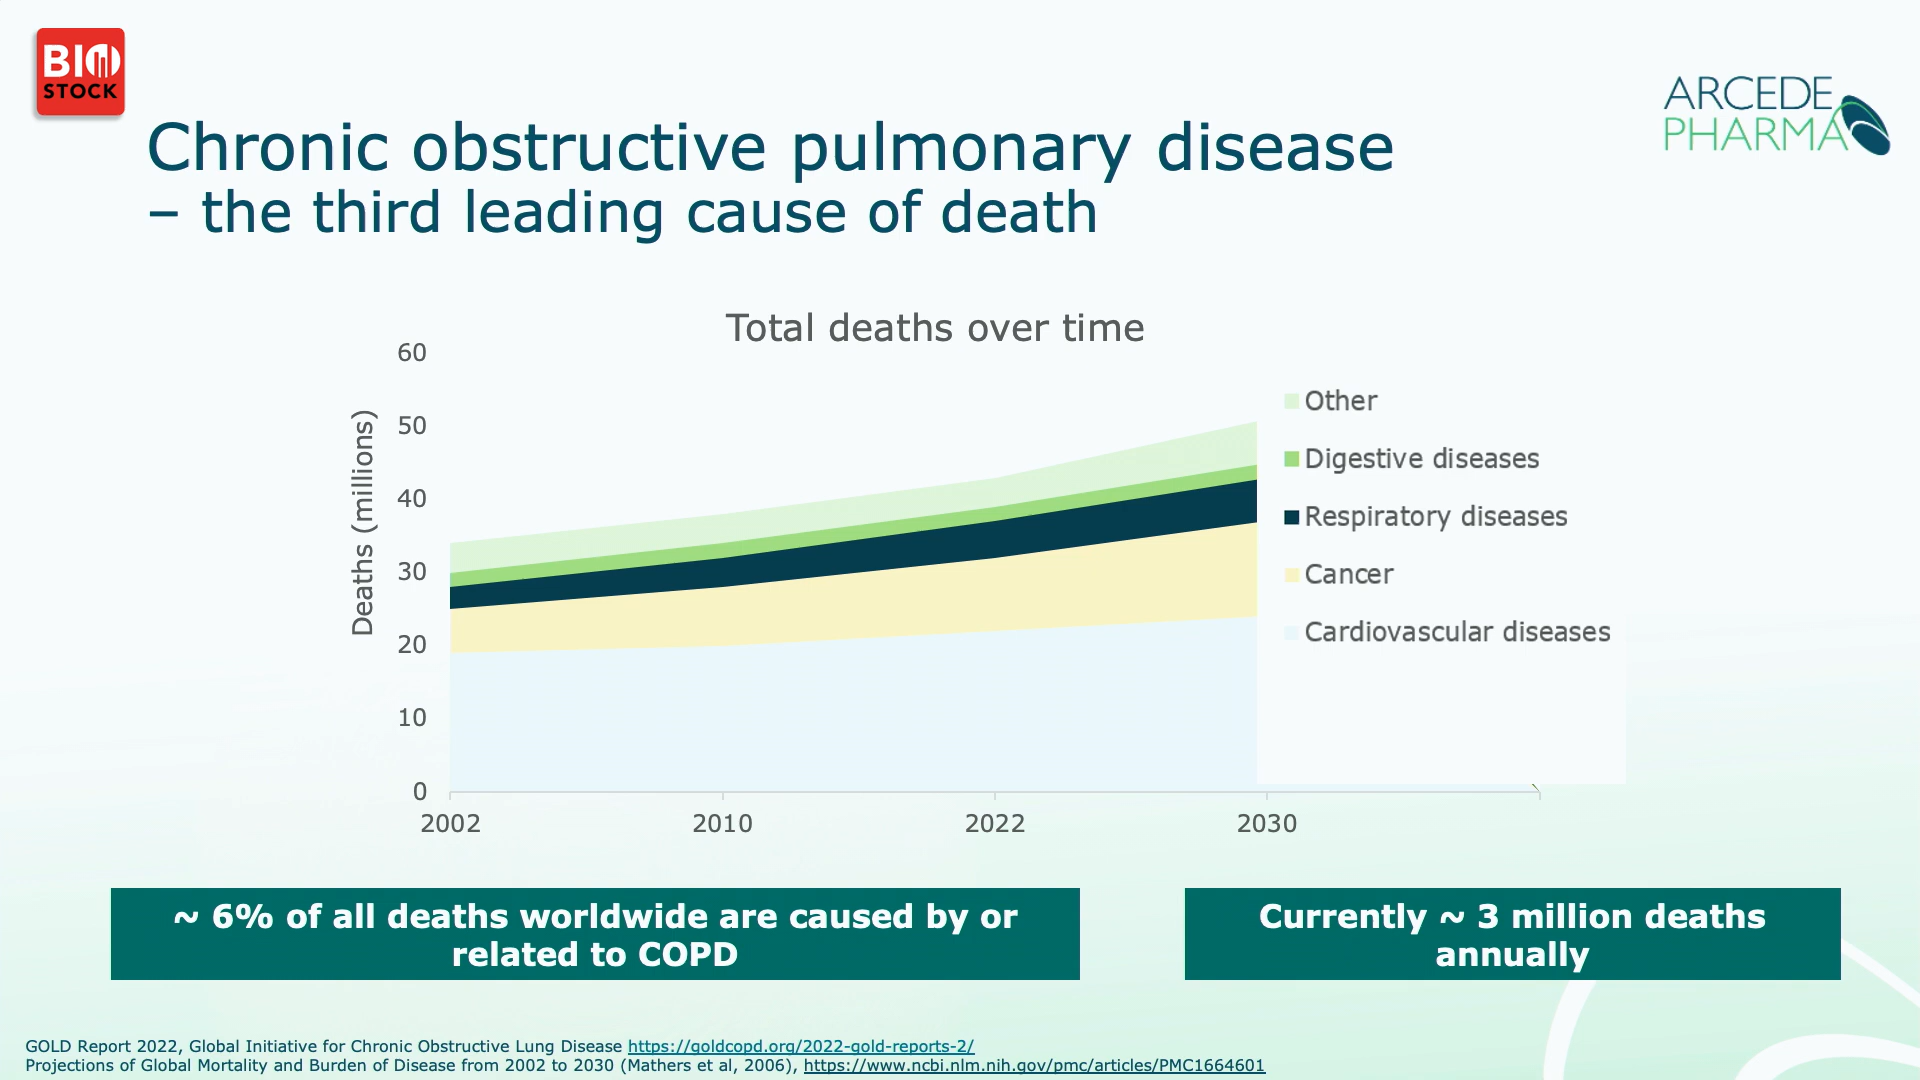 BIO
STOCK
ARCEDE
PHARMA
Chronic obstructive pulmonary disease
– the third leading cause of death
Total deaths over time
Deaths (millions)
60
50
40
30
20
10
0
2002
2010
2022
2030
Other
Digestive diseases
Respiratory diseases
Cancer
Cardiovascular diseases
~ 6% of all deaths worldwide are caused by or
related to COPD
Currently ~ 3 million deaths
annually
GOLD Report 2022, Global Initiative for Chronic Obstructive Lung Disease https://goldcopd.org/2022-gold-reports-2/
Projections of Global Mortality and Burden of Disease from 2002 to 2030 (Mathers et al, 2006), https://www.ncbi.nlm.nih.gov/pmc/articles/PMC1664601